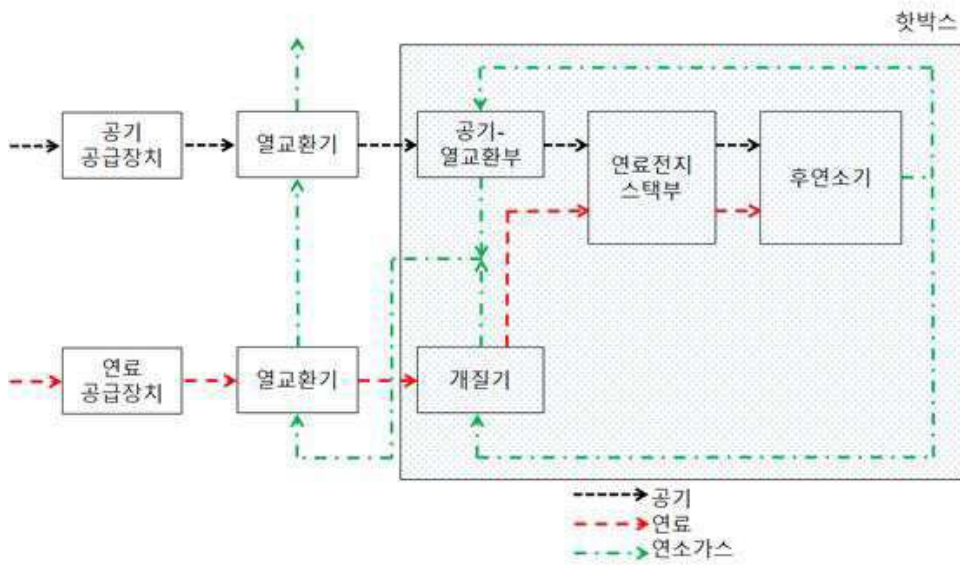 핫박스
공기
공급장치
열교환기
공기-
열교환부
연료전지
스택부
후연소기
연료
공급장치
열교환기
개질기
공기
연료
연소가스